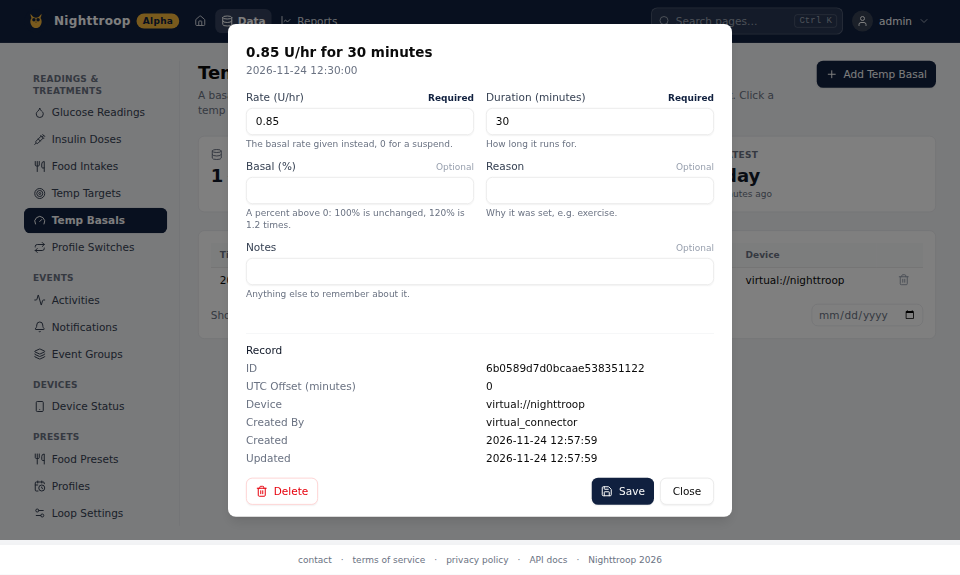 Nighttroop Alpha Data Reports Search pages... Ctrl K admin
READINGS &
TREATMENTS
Glucose Readings
Insulin Doses
Food Intakes
Temp Targets
Temp Basals
Profile Switches
EVENTS
Activities
Notifications
Event Groups
DEVICES
Device Status
PRESETS
Food Presets
Profiles
Loop Settings
Add Temp Basal
A bas
. Click a
temp
1
Device
virtual://nighttroop
mm/dd/yyyy
0.85 U/hr for 30 minutes
2026-11-24 12:30:00
Rate (U/hr) Required Duration (minutes) Required
0.85 30
The basal rate given instead, 0 for a suspend. How long it runs for.
Basal (%) Optional Reason Optional
A percent above 0: 100% is unchanged, 120% is Why it was set, e.g. exercise.
1.2 times.
Notes Optional
Anything else to remember about it.
Record
ID 6b0589d7d0bcaae538351122
UTC Offset (minutes) 0
Device virtual://nighttroop
Created By virtual_connector
Created 2026-11-24 12:57:59
Updated 2026-11-24 12:57:59
Delete Save Close
contact · terms of service · privacy policy · API docs · Nighttroop 2026